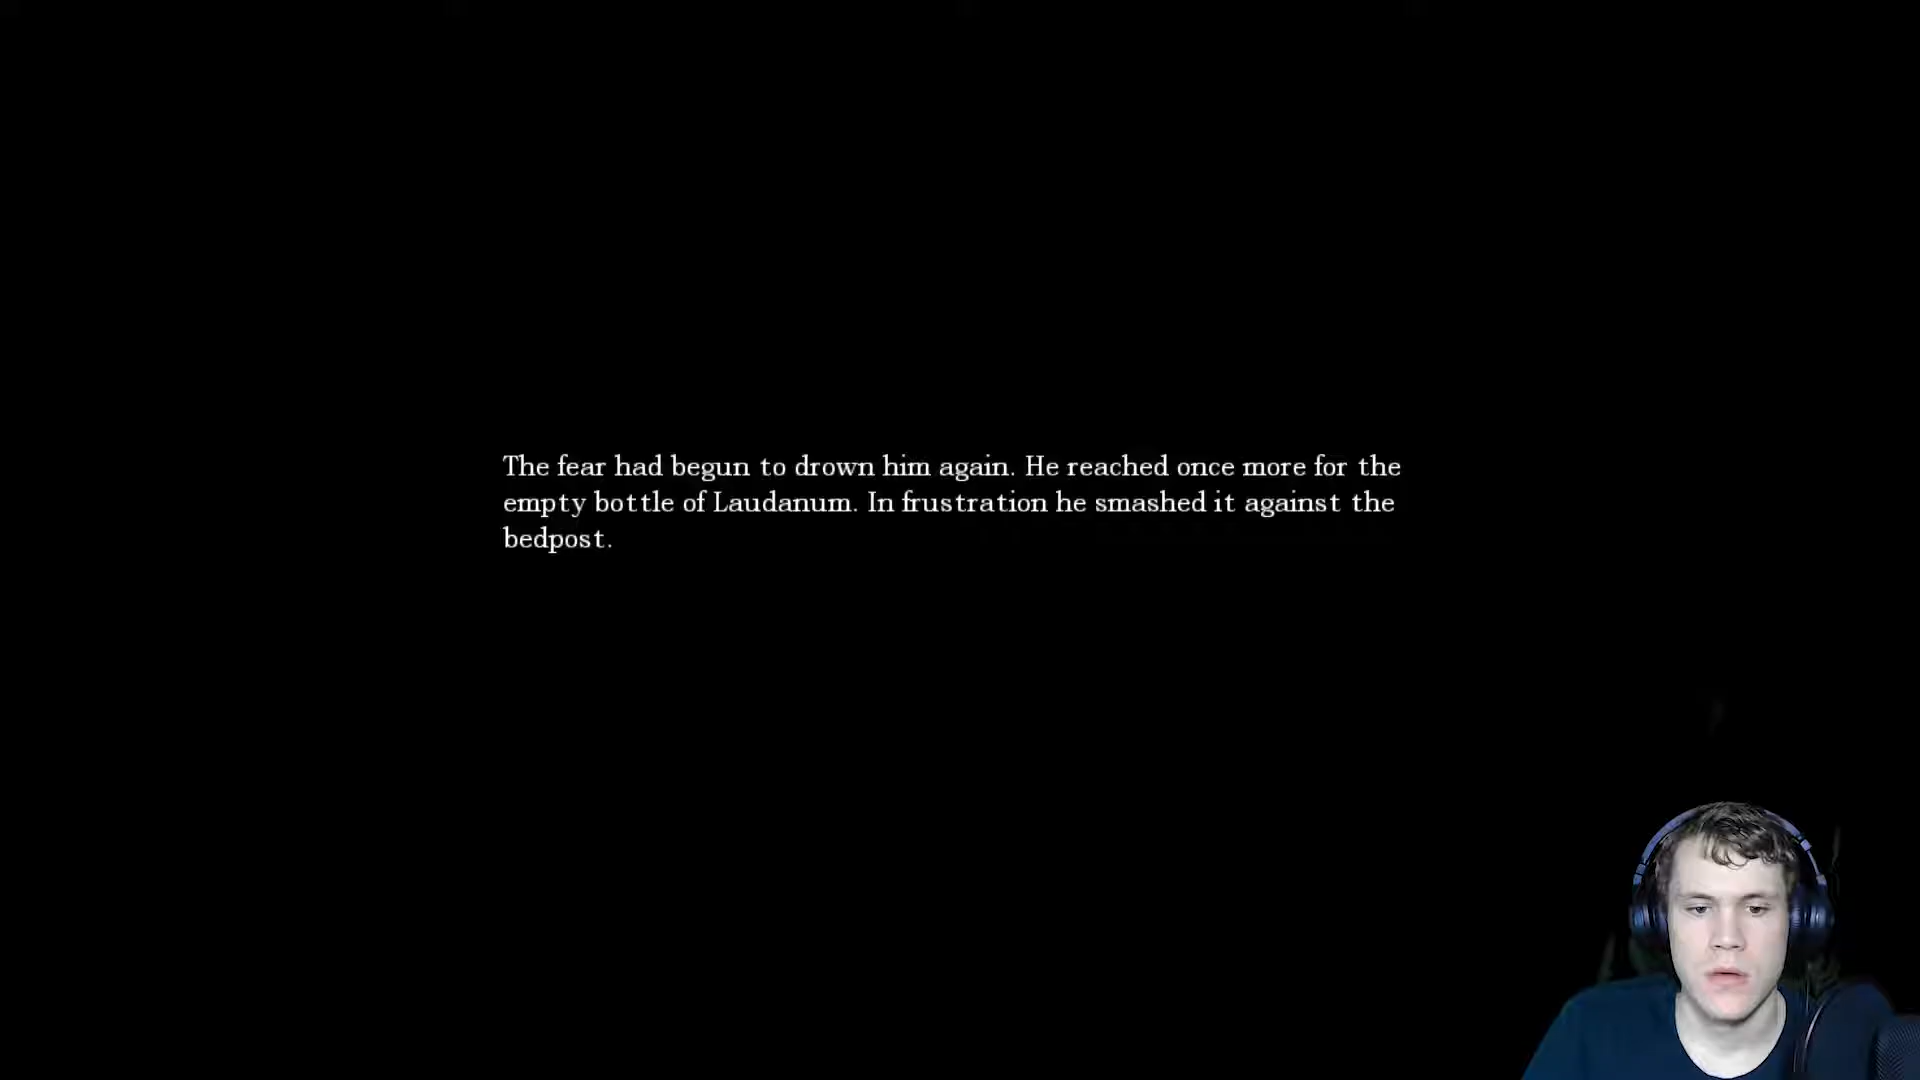 The fear had begun to drown him again. He reached once more for the
empty bottle of Laudanum. In frustration he smashed it against the
bedpost.